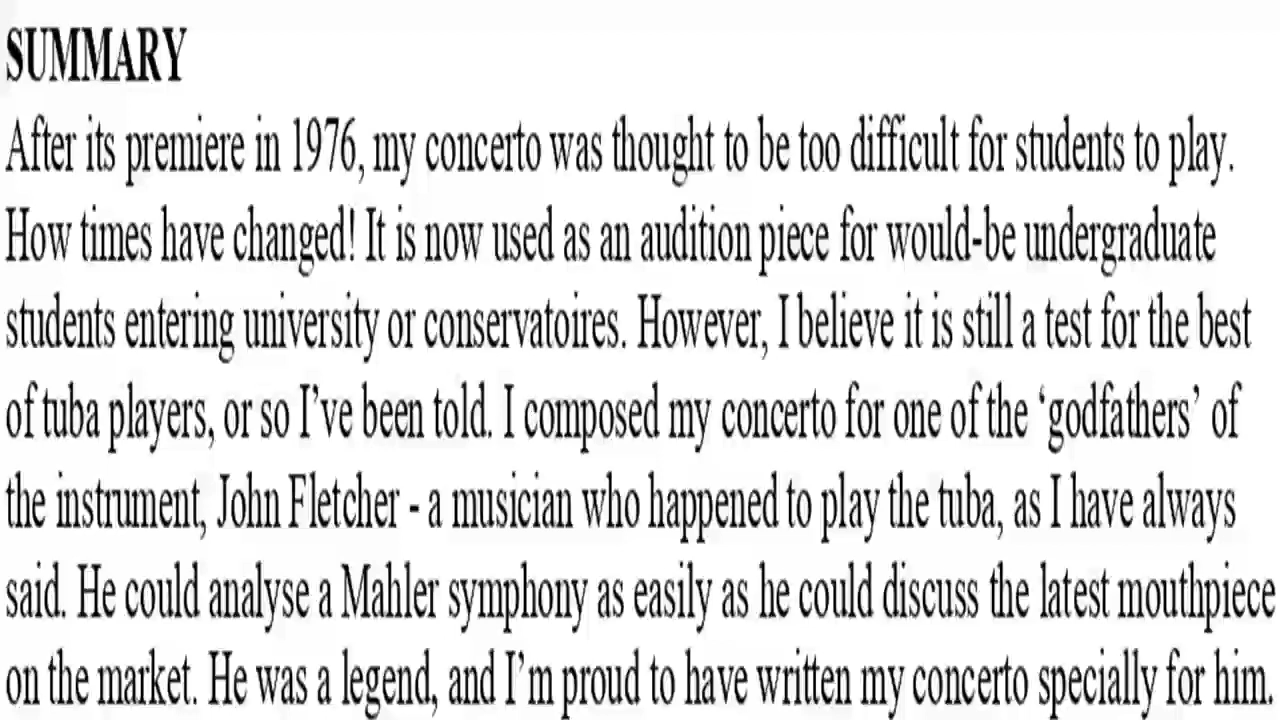 SUMMARY
After its premiere in 1976, my concerto was thought to be too difficult for students to play.
How times have changed! It is now used as an audition piece for would-be undergraduate
students entering university or conservatoires. However, I believe it is still a test for the best
of tuba players, or so I’ve been told. I composed my concerto for one of the ‘godfathers’ of
the instrument, John Fletcher - a musician who happened to play the tuba, as I have always
said. He could analyse a Mahler symphony as easily as he could discuss the latest mouthpiece
on the market. He was a legend, and I’m proud to have written my concerto specially for him.